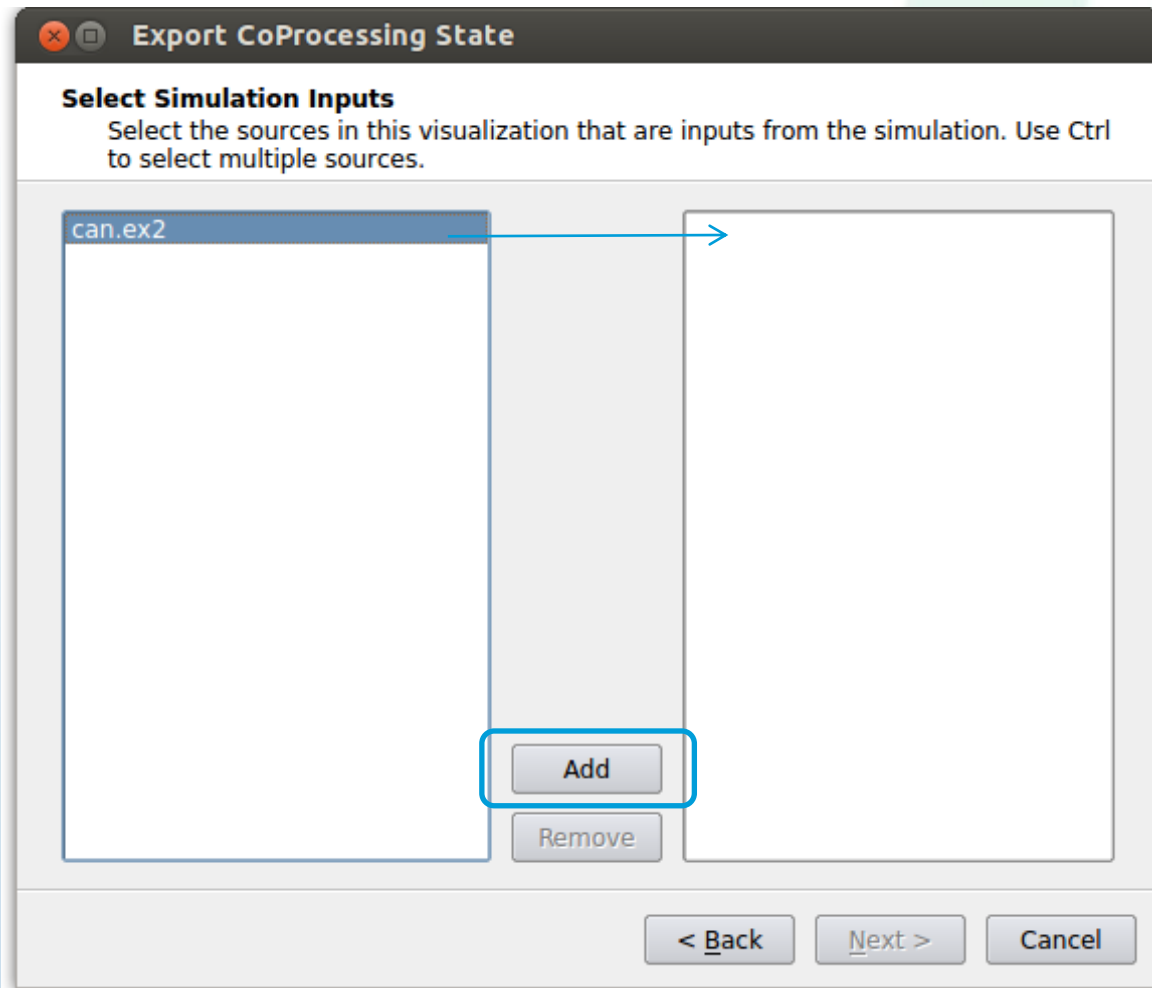 Export CoProcessing State
Select Simulation Inputs
Select the sources in this visualization that are inputs from the simulation. Use Ctrl
to select multiple sources.
can.ex2
Add
Remove
< Back
Next >
Cancel